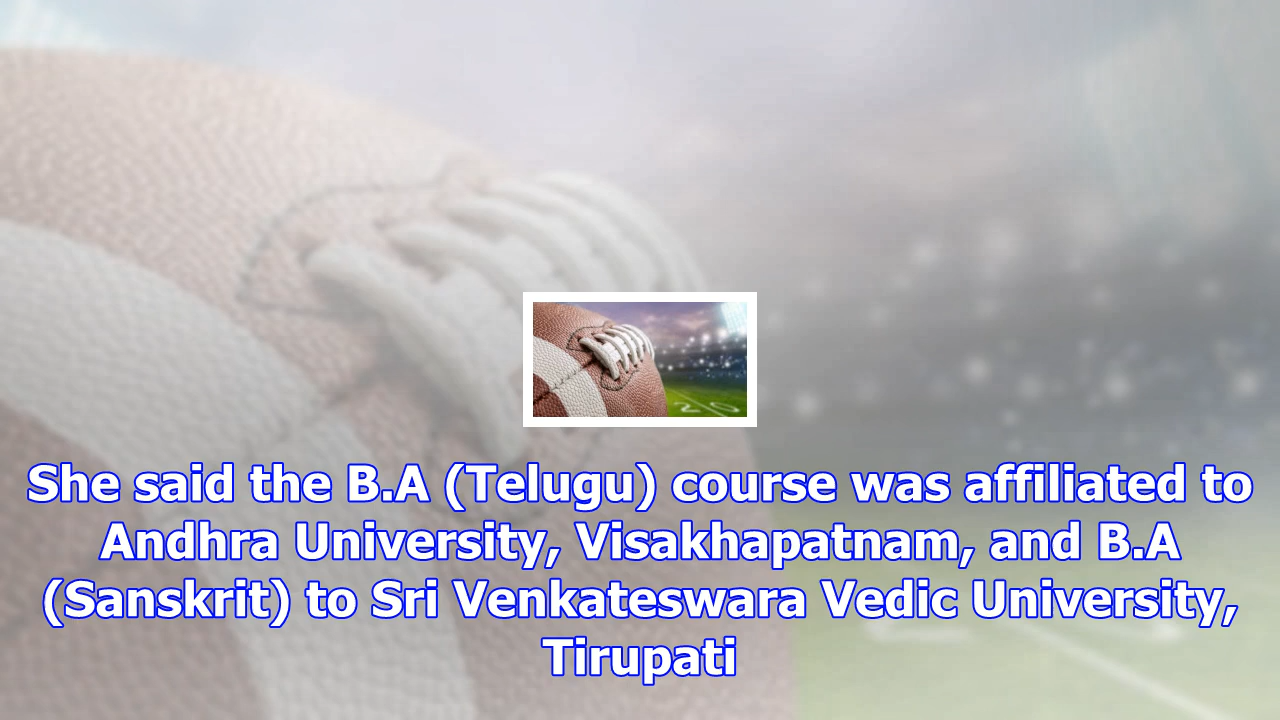 She said the B.A (Telugu) course was affiliated to
Andhra University, Visakhapatnam, and B.A
(Sanskrit) to Sri Venkateswara Vedic University,
Tirupati
20